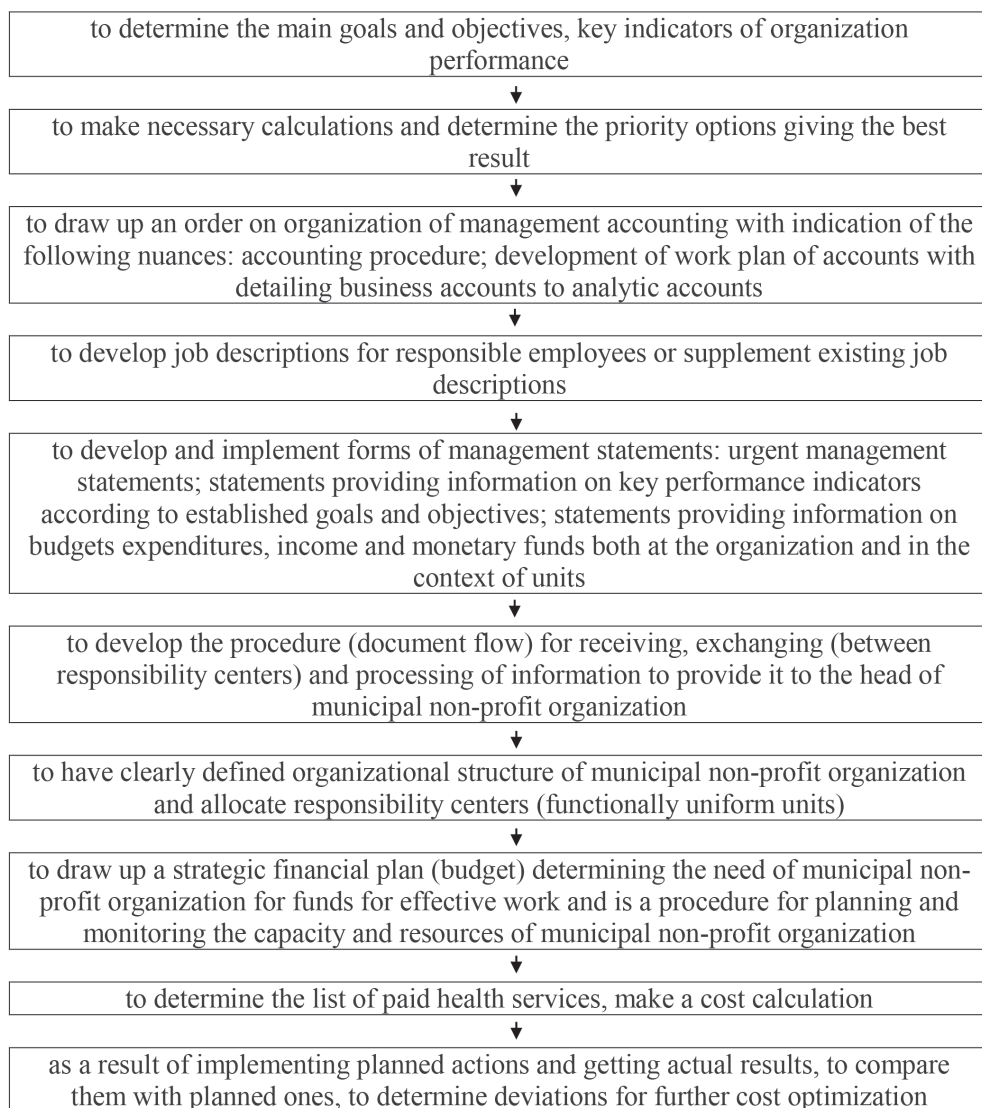 to determine the main goals and objectives, key indicators of organization
performance
to make necessary calculations and determine the priority options giving the best
result
to draw up an order on organization of management accounting with indication of the
following nuances: accounting procedure; development of work plan of accounts with
detailing business accounts to analytic accounts
to develop job descriptions for responsible employees or supplement existing job
descriptions
to develop and implement forms of management statements: urgent management
statements; statements providing information on key performance indicators
according to established goals and objectives; statements providing information on
budgets expenditures, income and monetary funds both at the organization and in the
context of units
to develop the procedure (document flow) for receiving, exchanging (between
responsibility centers) and processing of information to provide it to the head of
municipal non-profit organization
to have clearly defined organizational structure of municipal non-profit organization
and allocate responsibility centers (functionally uniform units)
to draw up a strategic financial plan (budget) determining the need of municipal non-
profit organization for funds for effective work and is a procedure for planning and
monitoring the capacity and resources of municipal non-profit organization
to determine the list of paid health services, make a cost calculation
as a result of implementing planned actions and getting actual results, to compare
them with planned ones, to determine deviations for further cost optimization